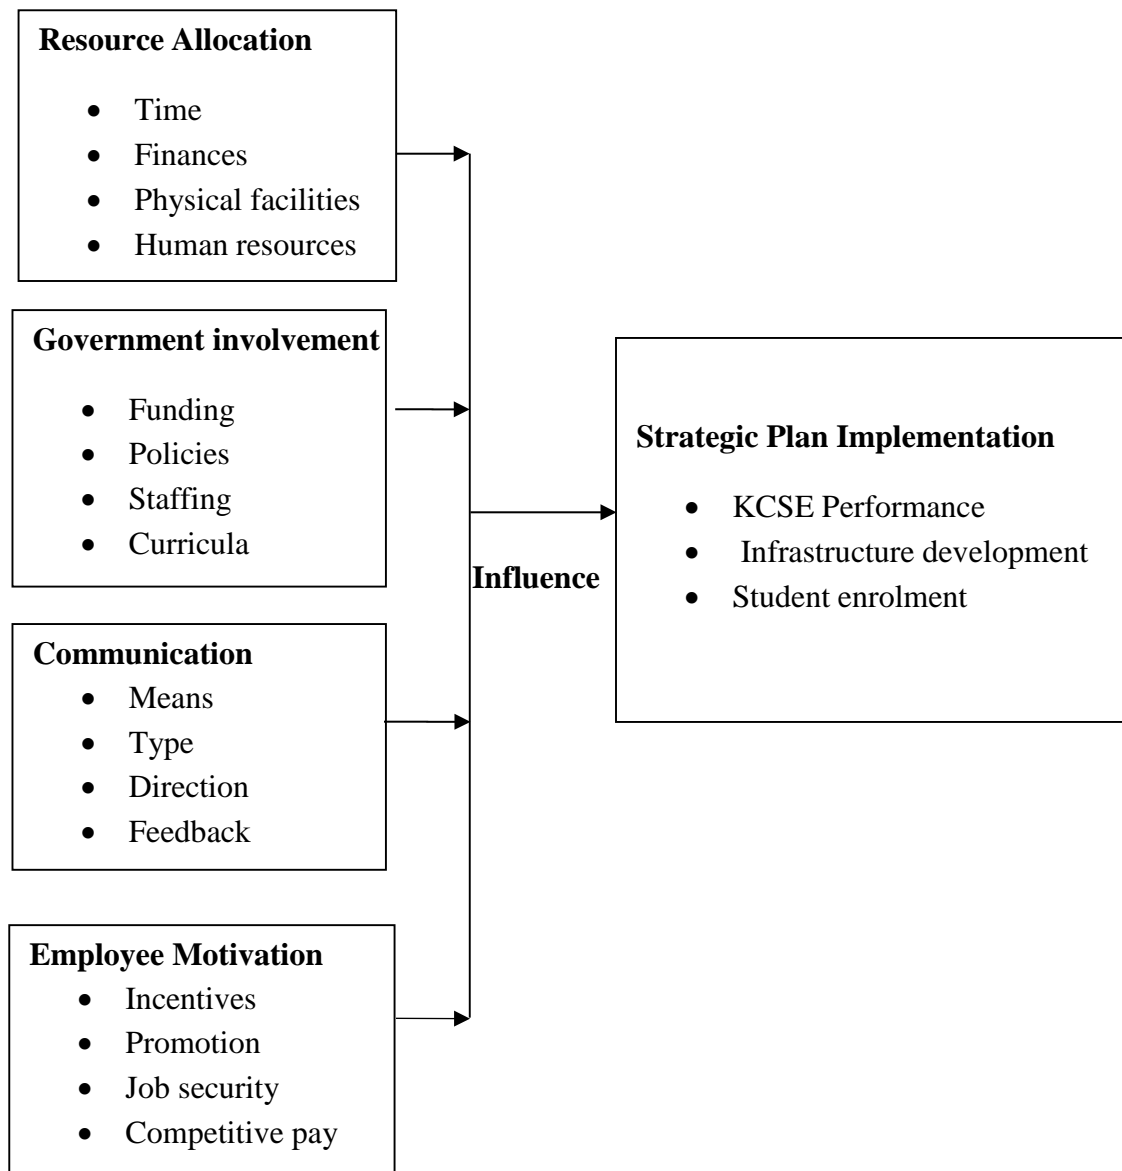 Resource Allocation
• Time
• Finances
• Physical facilities
• Human resources
Government involvement
• Funding
• Policies
• Staffing
• Curricula
Communication
• Means
• Type
• Direction
• Feedback
Employee Motivation
• Incentives
• Promotion
• Job security
• Competitive pay
Influence
Strategic Plan Implementation
• KCSE Performance
• Infrastructure development
• Student enrolment